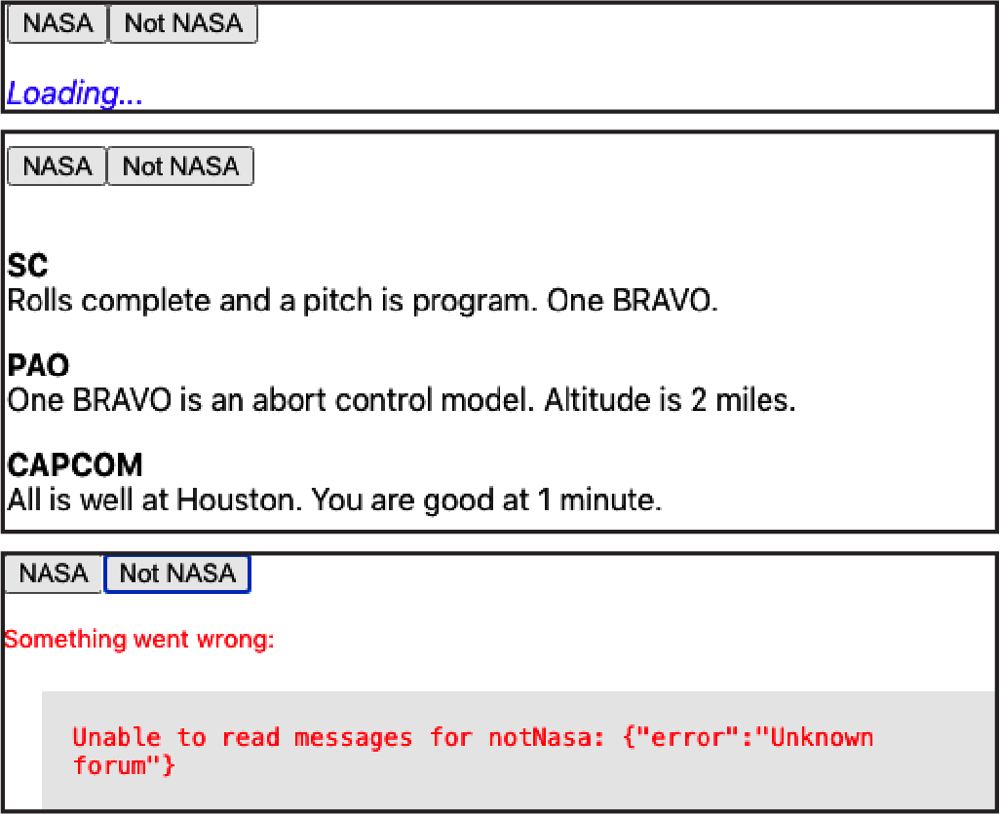 NASA Not NASA
Loading...
NASA Not NASA
SC
Rolls complete and a pitch is program. One BRAVO.
PAO
One BRAVO is an abort control model. Altitude is 2 miles.
CAPCOM
All is well at Houston. You are good at 1 minute.
NASA Not NASA
Something went wrong:
Unable to read messages for notNasa: {"error":"Unknown
forum"}